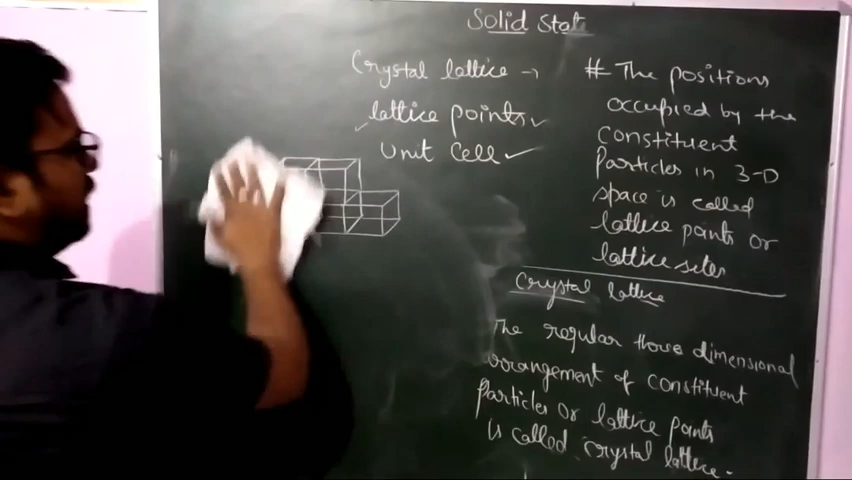 Solid State
Crystal lattice →
lattice points ✓
✓ Unit Cell ✓
# The positions
occupied by the
constituent
Particles in 3-D
space is called
lattice points or
lattice sites
Crystal lattice
The regular three dimensional
arrangement of constituent
Particles or lattice points
is called crystal lattice.